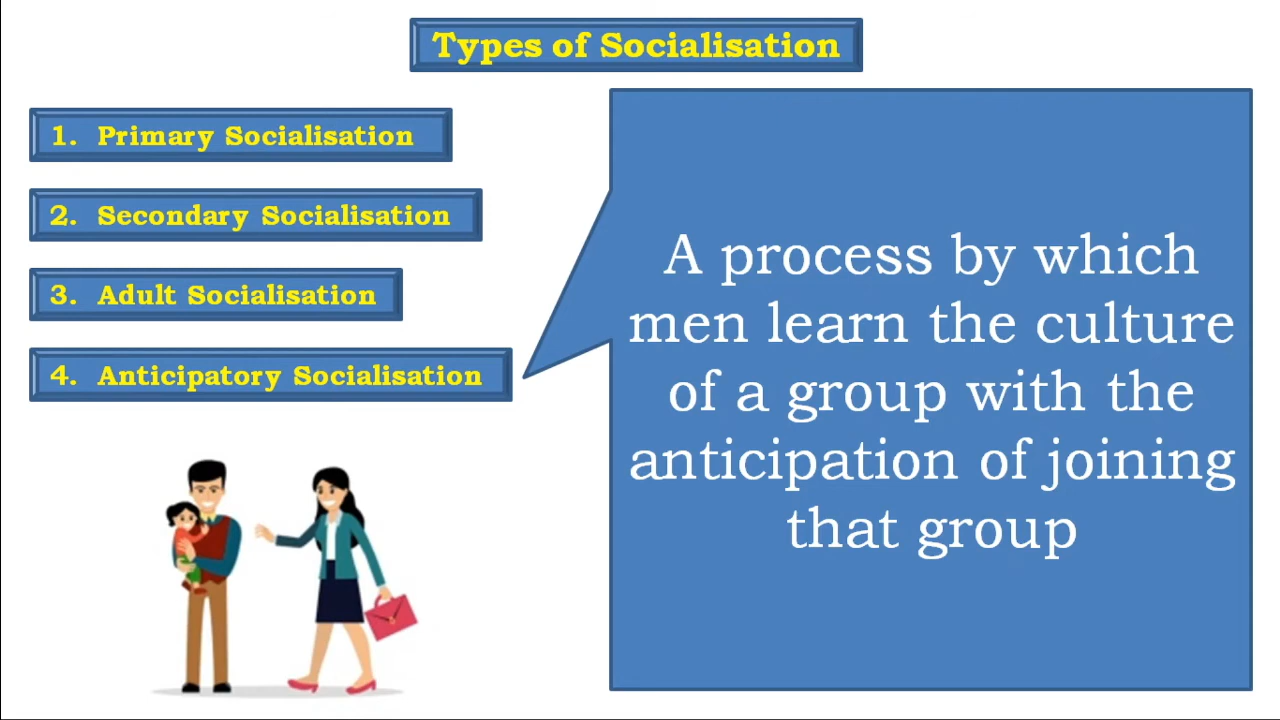 Types of Socialisation
1. Primary Socialisation
2. Secondary Socialisation
3. Adult Socialisation
4. Anticipatory Socialisation
A process by which
men learn the culture
of a group with the
anticipation of joining
that group